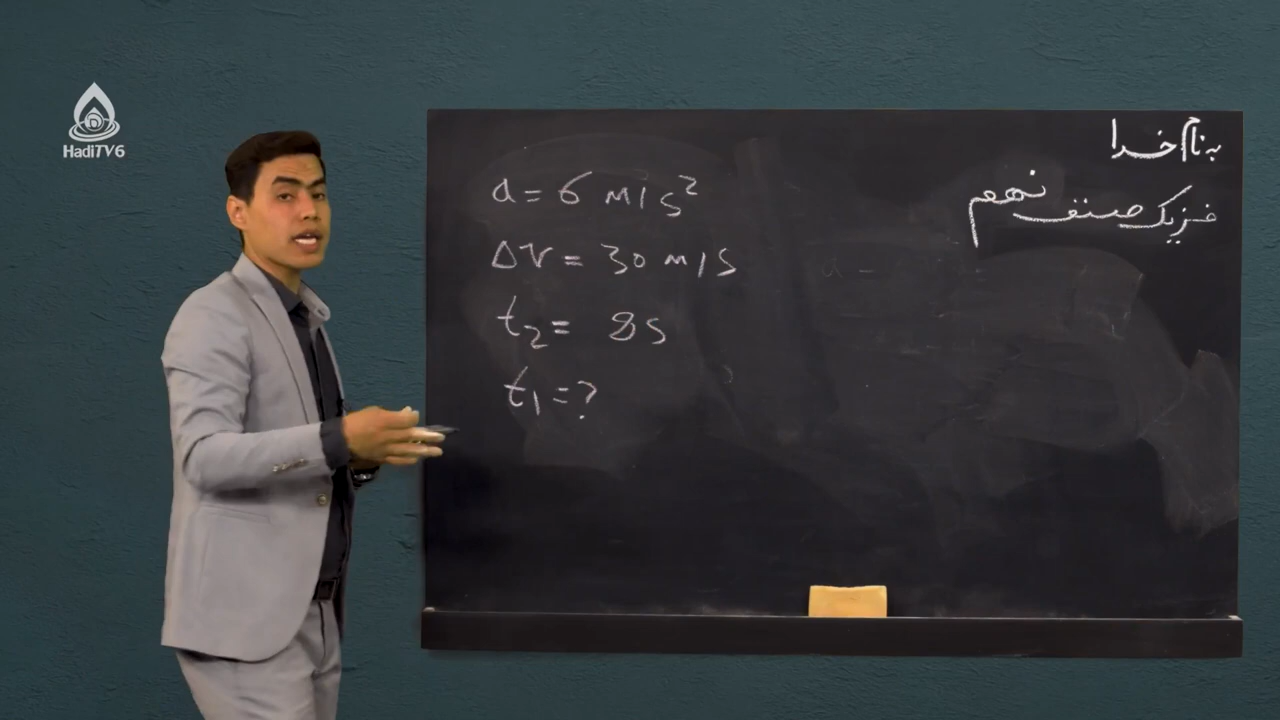 HadiTV6
به نام خدا
فزیک صنف نهم
a = 6 m/s²
ΔV = 30 m/s
t₂ = 8s
t₁ = ?